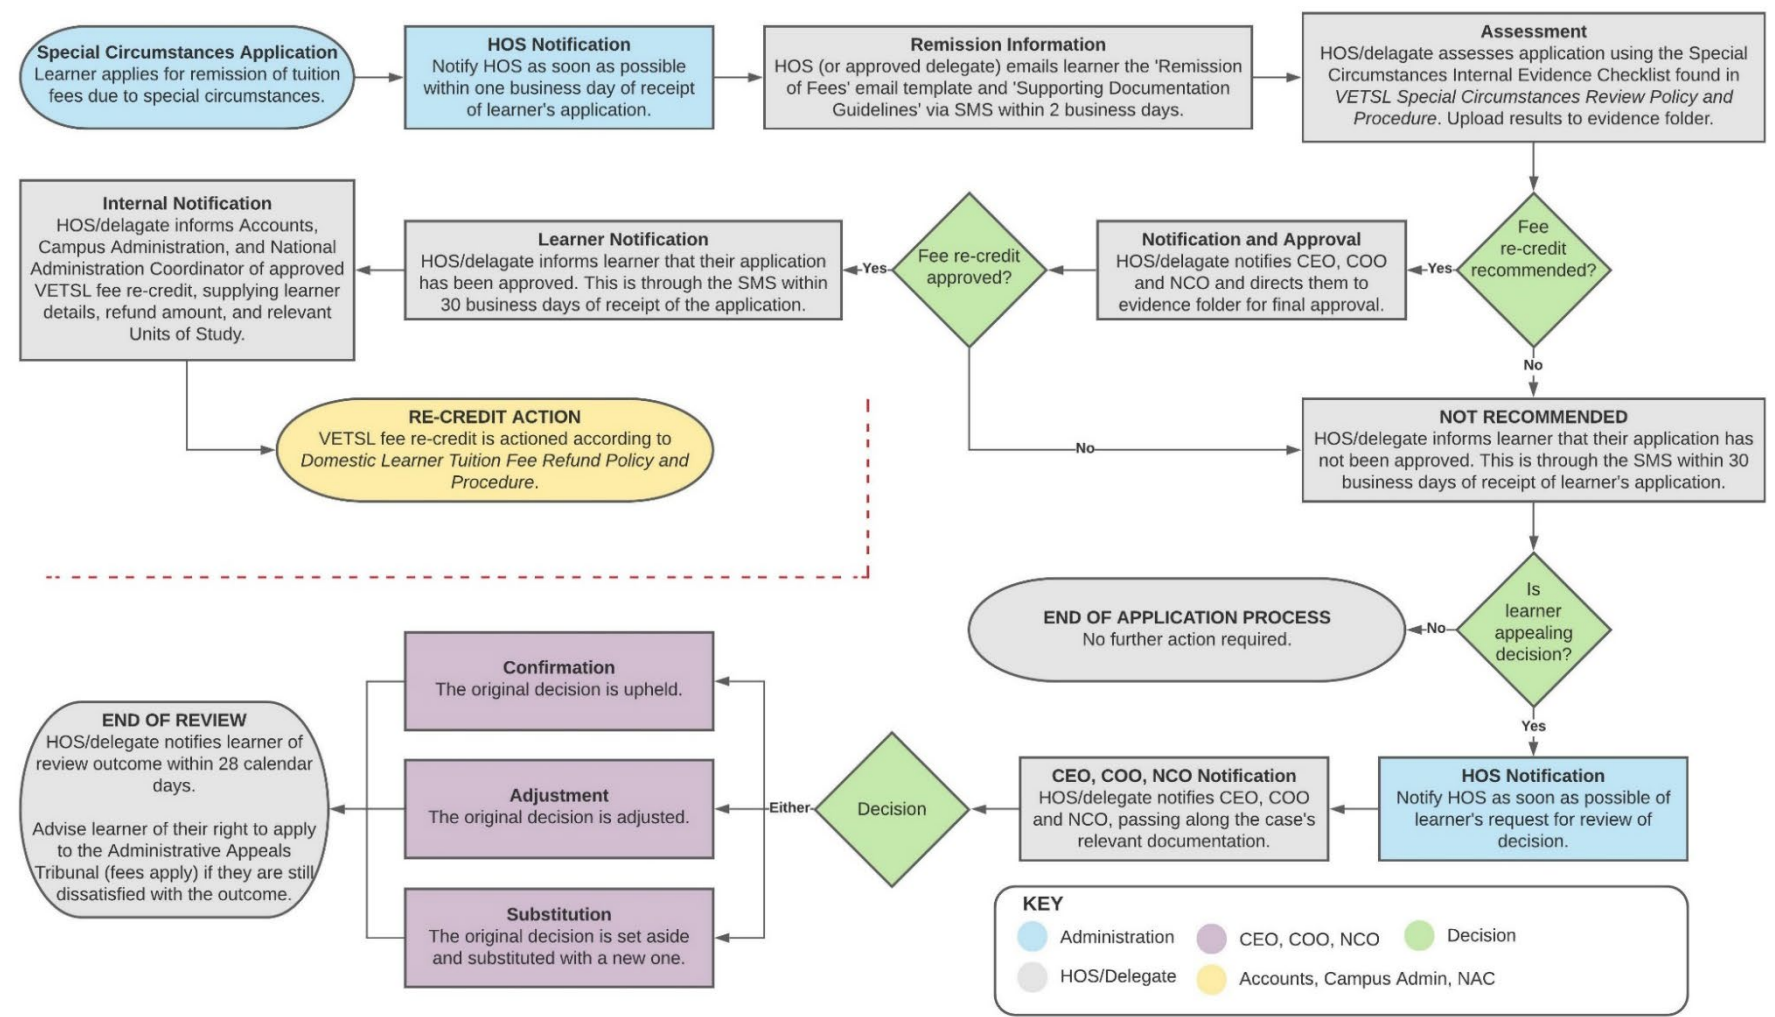 Special Circumstances Application
Learner applies for remission of tuition
fees due to special circumstances.
HOS Notification
Notify HOS as soon as possible
within one business day of receipt
of learner's application.
Remission Information
HOS (or approved delegate) emails learner the 'Remission
of Fees' email template and 'Supporting Documentation
Guidelines' via SMS within 2 business days.
Assessment
HOS/delagate assesses application using the Special
Circumstances Internal Evidence Checklist found in
VETSL Special Circumstances Review Policy and
Procedure. Upload results to evidence folder.
Fee
re-credit
recommended?
Yes
Notification and Approval
HOS/delagate notifies CEO, COO
and NCO and directs them to
evidence folder for final approval.
Fee re-credit
approved?
Yes
Learner Notification
HOS/delagate informs learner that their application
has been approved. This is through the SMS within
30 business days of receipt of the application.
Internal Notification
HOS/delagate informs Accounts,
Campus Administration, and National
Administration Coordinator of approved
VETSL fee re-credit, supplying learner
details, refund amount, and relevant
Units of Study.
RE-CREDIT ACTION
VETSL fee re-credit is actioned according to
Domestic Learner Tuition Fee Refund Policy and
Procedure.
No
No
NOT RECOMMENDED
HOS/delegate informs learner that their application has
not been approved. This is through the SMS within 30
business days of receipt of learner's application.
Is
learner
appealing
decision?
No
END OF APPLICATION PROCESS
No further action required.
Yes
HOS Notification
Notify HOS as soon as possible of
learner's request for review of
decision.
CEO, COO, NCO Notification
HOS/delegate notifies CEO, COO
and NCO, passing along the case's
relevant documentation.
Decision
Either
Confirmation
The original decision is upheld.
Adjustment
The original decision is adjusted.
Substitution
The original decision is set aside
and substituted with a new one.
END OF REVIEW
HOS/delegate notifies learner of
review outcome within 28 calendar
days.
Advise learner of their right to apply
to the Administrative Appeals
Tribunal (fees apply) if they are still
dissatisfied with the outcome.
KEY
Administration
CEO, COO, NCO
Decision
HOS/Delegate
Accounts, Campus Admin, NAC